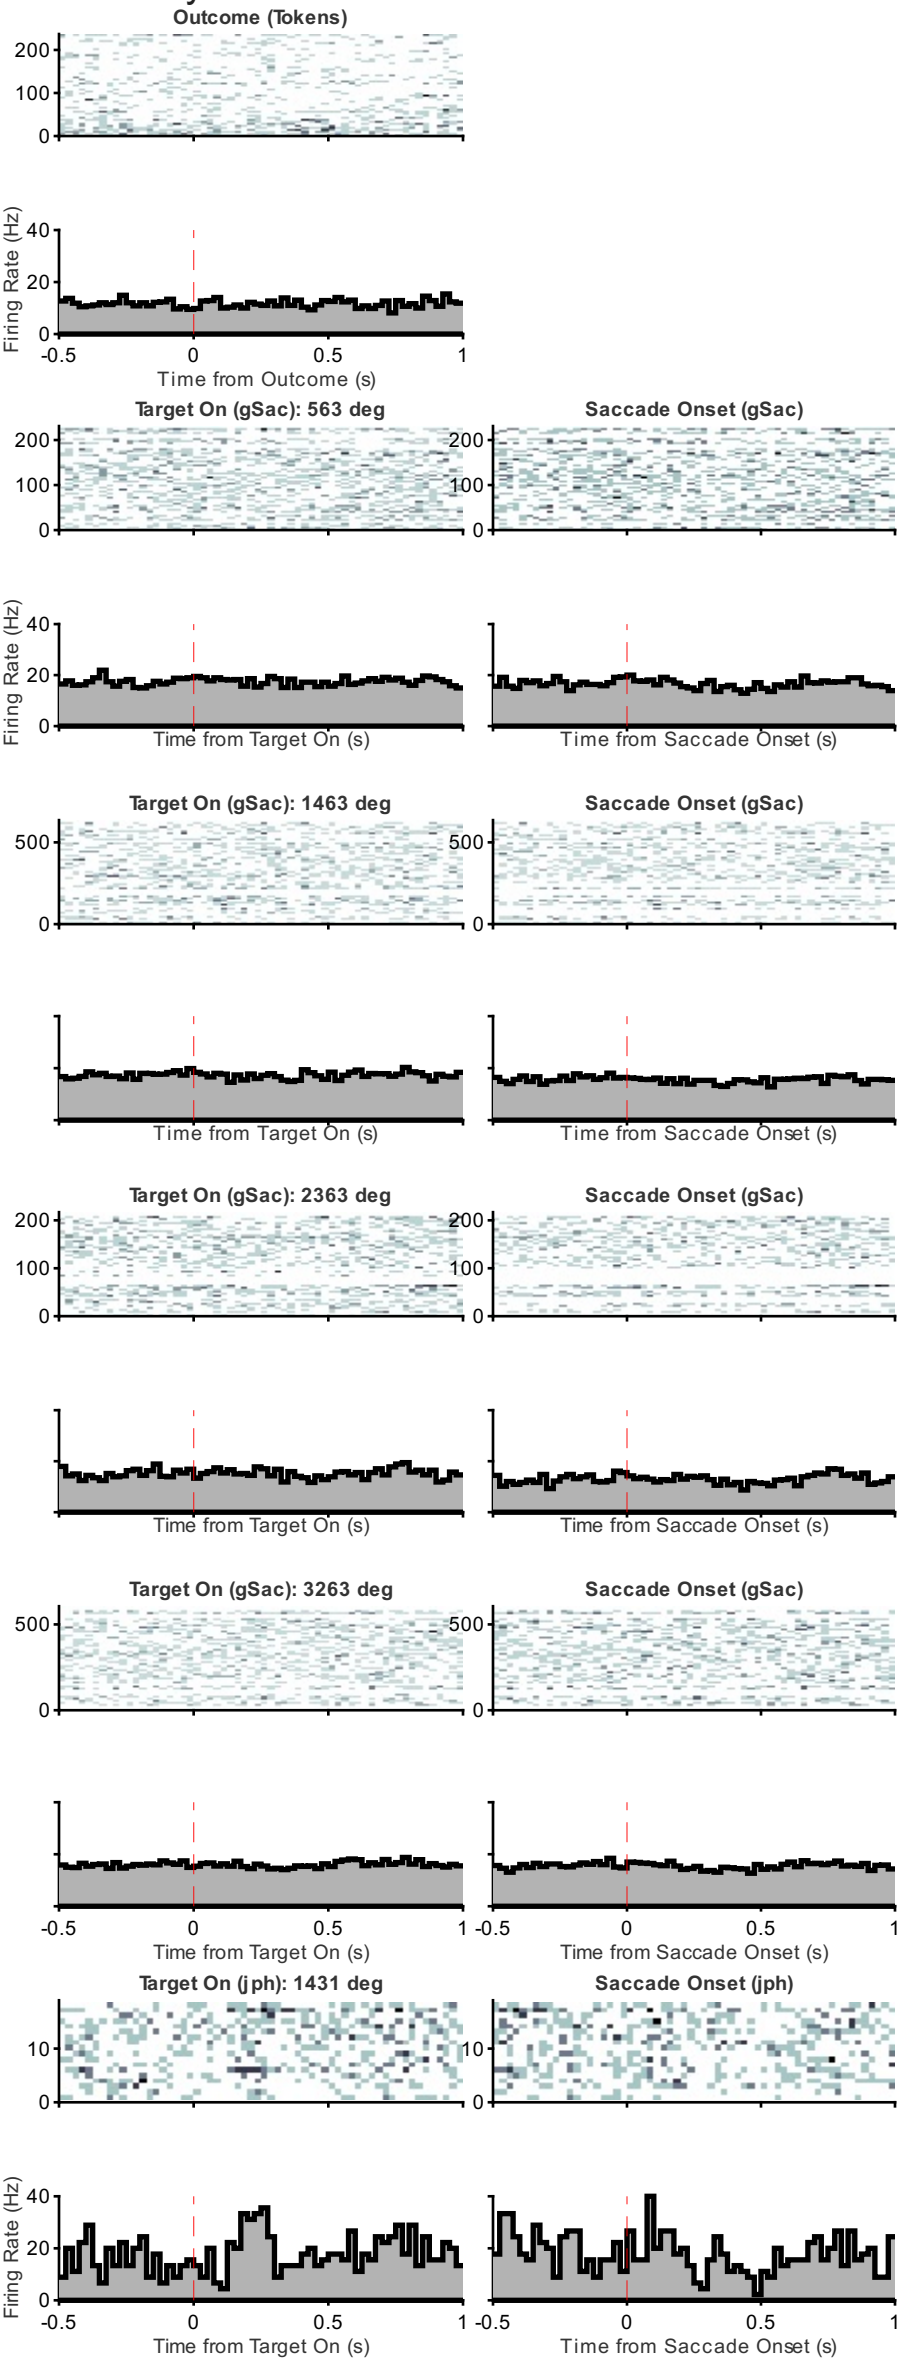 Outcome (Tokens)
200
100
0
Firing Rate (Hz)
40
20
0
-0.5 0 0.5 1
Time from Outcome (s)
Target On (gSac): 563 deg Saccade Onset (gSac)
200 200
100 100
0 0
Firing Rate (Hz)
40
20
0
Time from Target On (s) Time from Saccade Onset (s)
Target On (gSac): 1463 deg Saccade Onset (gSac)
500 500
0 0
Time from Target On (s) Time from Saccade Onset (s)
Target On (gSac): 2363 deg Saccade Onset (gSac)
200 200
100 100
0 0
Time from Target On (s) Time from Saccade Onset (s)
Target On (gSac): 3263 deg Saccade Onset (gSac)
500 500
0 0
-0.5 0 0.5 1 -0.5 0 0.5 1
Time from Target On (s) Time from Saccade Onset (s)
Target On (jph): 1431 deg Saccade Onset (jph)
10 10
0 0
Firing Rate (Hz)
40
20
0
-0.5 0 0.5 1 -0.5 0 0.5 1
Time from Target On (s) Time from Saccade Onset (s)